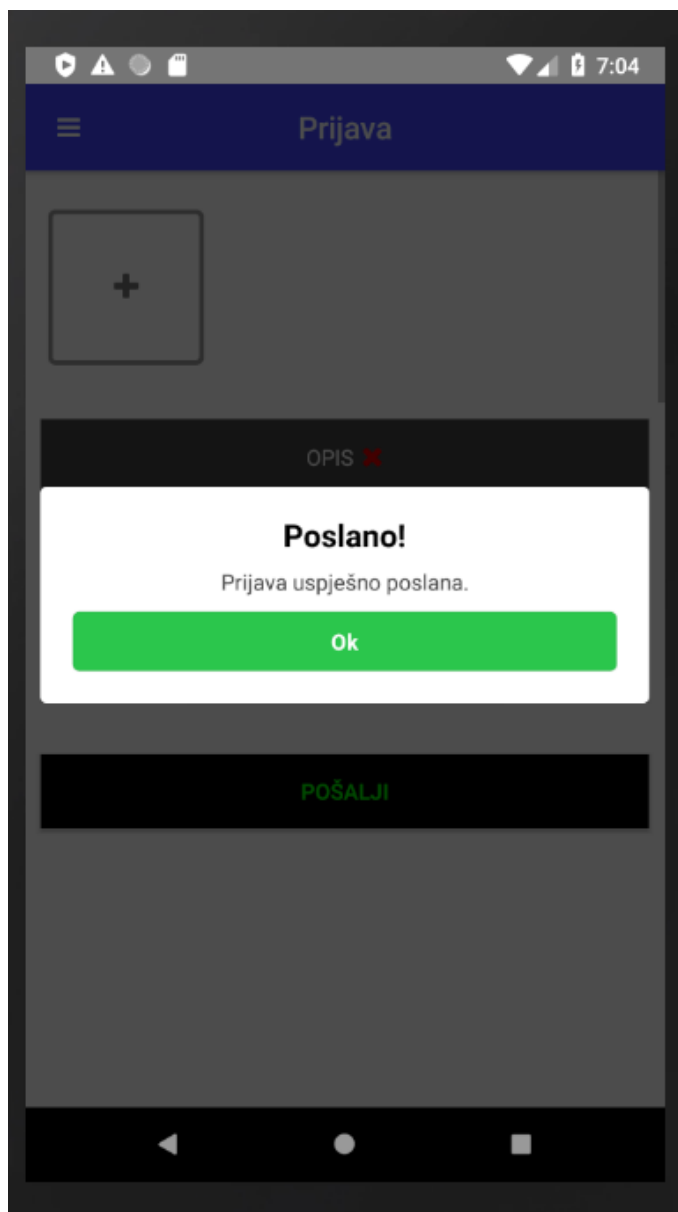 7:04
Prijava
OPIS
Poslano!
Prijava uspješno poslana.
Ok
POŠALJI